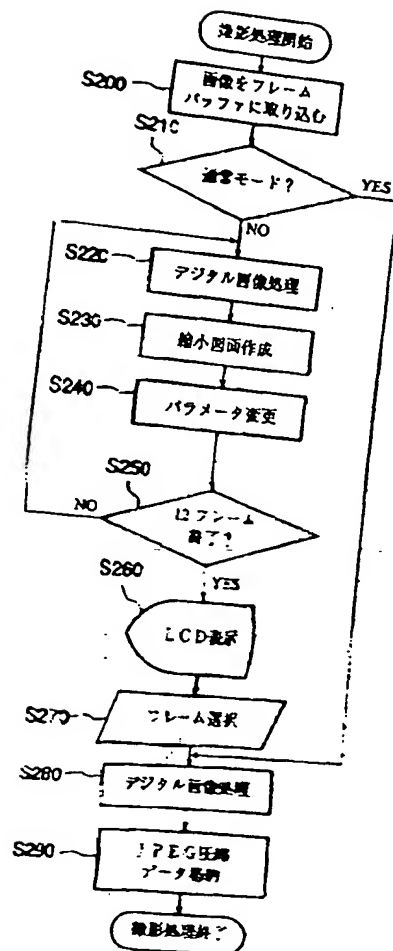 撮影処理開始
S200
画像をフレーム
バッファに取り込む
S210
通常モード?
YES
NO
S220
デジタル画像処理
S230
縮小図画作成
S240
パラメータ変更
S250
NO
12フレーム
終了?
YES
S260
LCD表示
S270
フレーム選択
S280
デジタル画像処理
S290
JPEG圧縮
データ格納
撮影処理終了